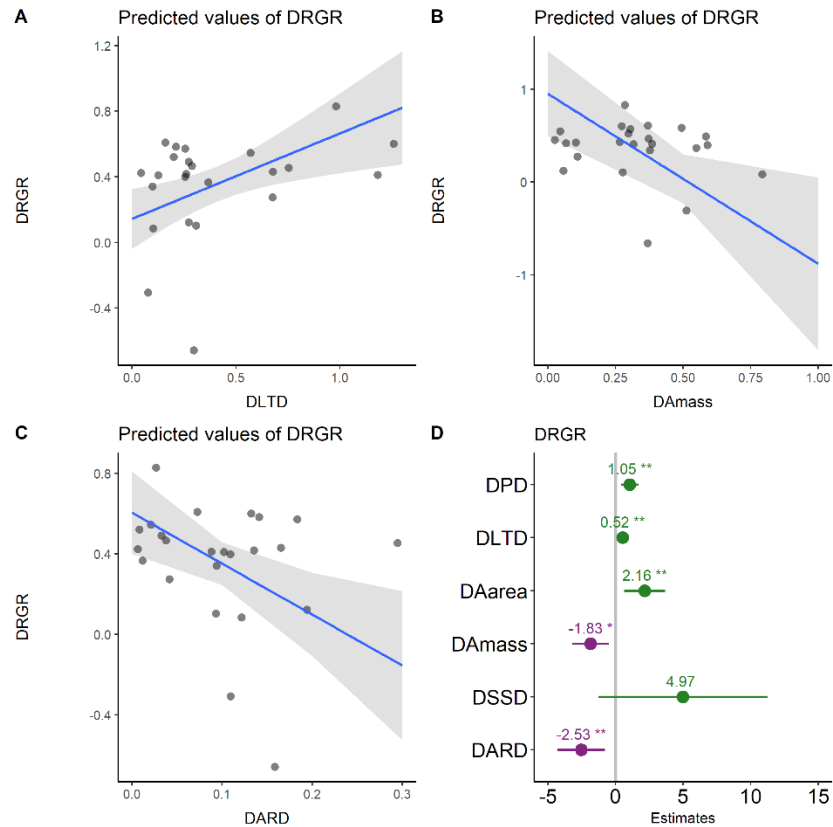 A
Predicted values of DRGR
1.2
0.8
0.4
0.0
-0.4
DRGR
0.0
0.5
1.0
DLTD
B
Predicted values of DRGR
1
0
-1
DRGR
0.00
0.25
0.50
0.75
1.00
DAmass
C
Predicted values of DRGR
0.8
0.4
0.0
-0.4
DRGR
0.0
0.1
0.2
0.3
DARD
D
DRGR
DPD
1.05 **
DLTD
0.52 **
DAarea
2.16 **
DAmass
-1.83 *
DSSD
4.97
DARD
-2.53 **
-5
0
5
10
15
Estimates